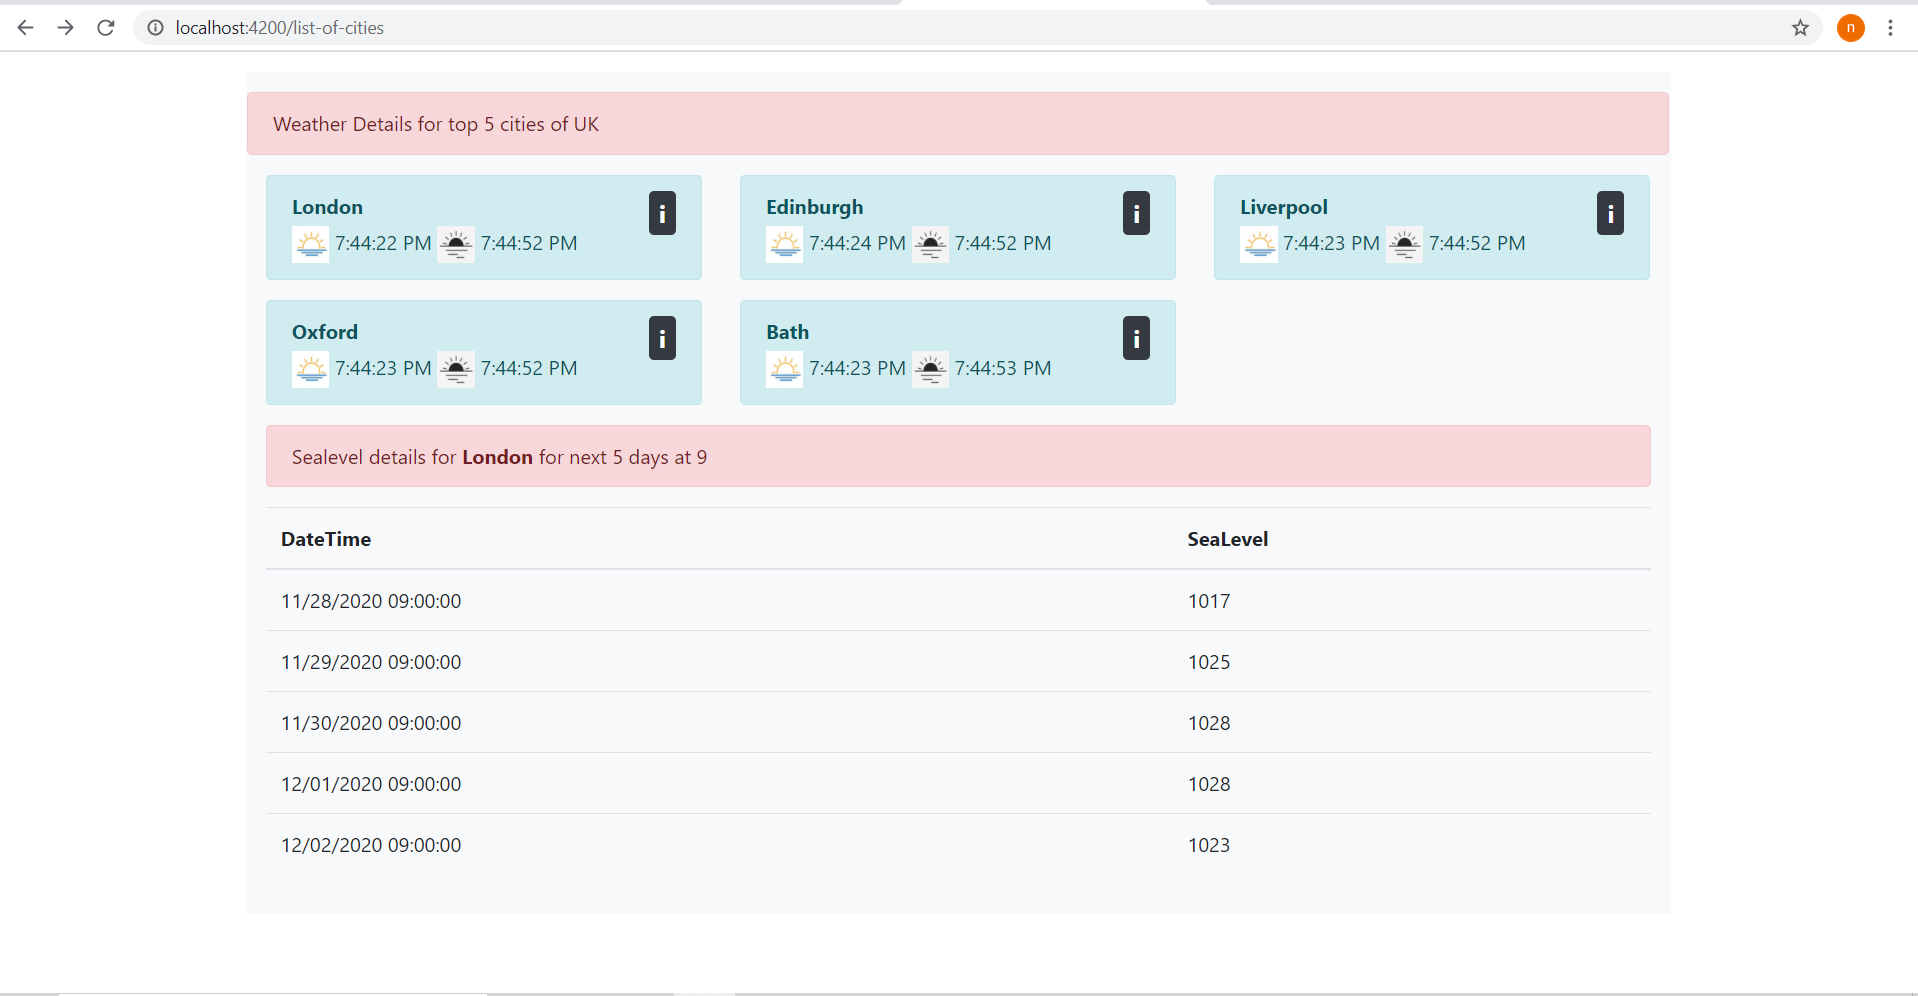 localhost:4200/list-of-cities
n
Weather Details for top 5 cities of UK
London
i
7:44:22 PM 7:44:52 PM
Edinburgh
i
7:44:24 PM 7:44:52 PM
Liverpool
i
7:44:23 PM 7:44:52 PM
Oxford
i
7:44:23 PM 7:44:52 PM
Bath
i
7:44:23 PM 7:44:53 PM
Sealevel details for London for next 5 days at 9
DateTime SeaLevel
11/28/2020 09:00:00 1017
11/29/2020 09:00:00 1025
11/30/2020 09:00:00 1028
12/01/2020 09:00:00 1028
12/02/2020 09:00:00 1023